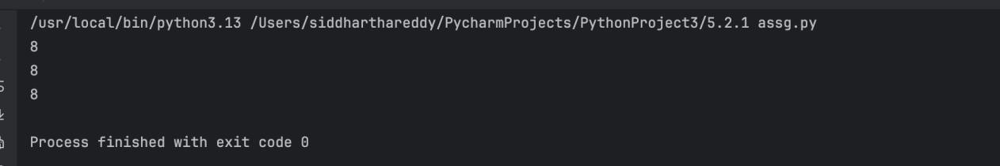 /usr/local/bin/python3.13 /Users/siddharthareddy/PycharmProjects/PythonProject3/5.2.1 assg.py
8
8
8
Process finished with exit code 0